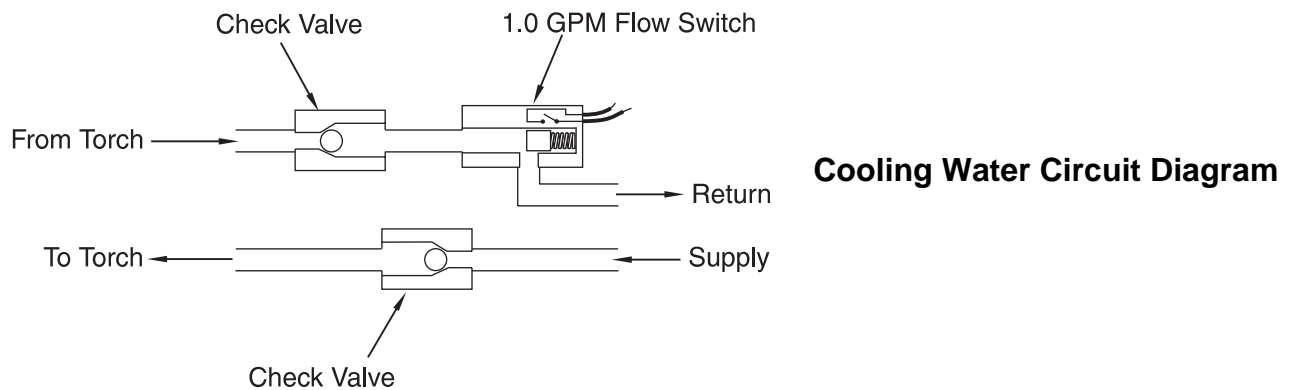 Check Valve
1.0 GPM Flow Switch
From Torch
Cooling Water Circuit Diagram
Return
To Torch
Supply
Check Valve